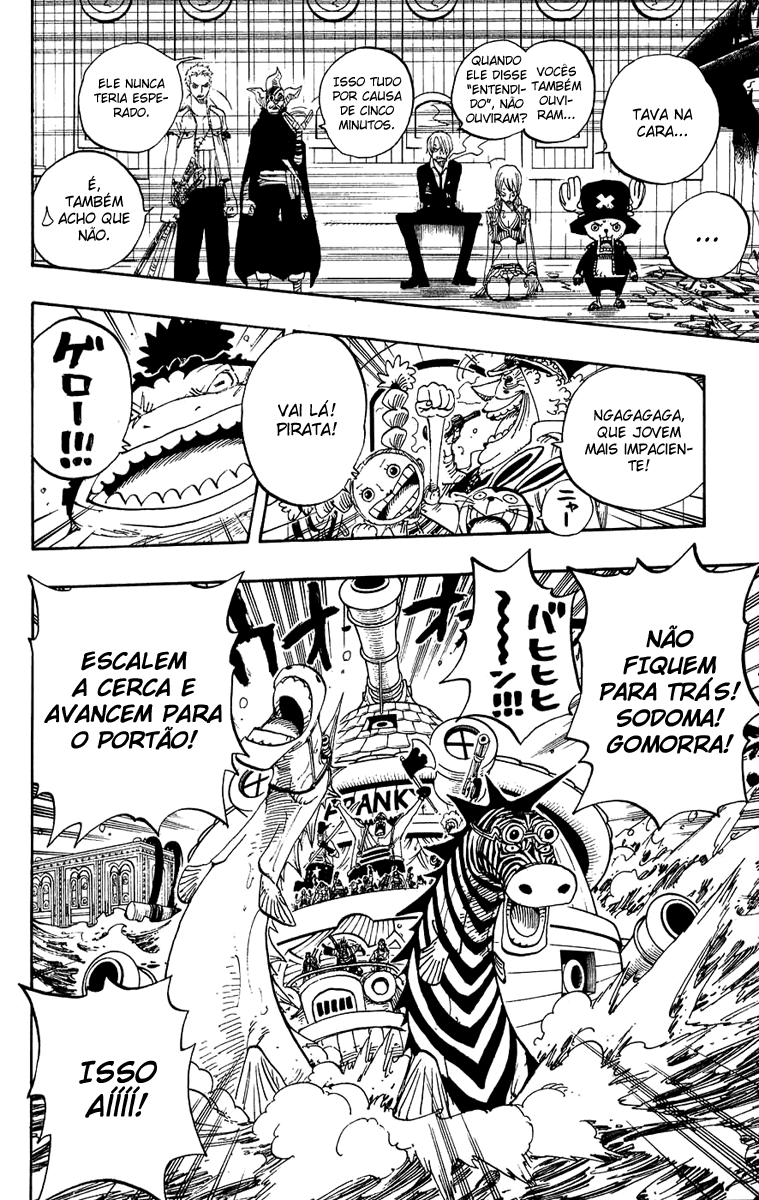 TAVA NA
CARA...
...
VOCÊS
TAMBÉM
OUVI-
RAM...
QUANDO
ELE DISSE
"ENTENDI-
DO", NÃO
OUVIRAM?
ISSO TUDO
POR CAUSA
DE CINCO
MINUTOS.
ELE NUNCA
TERIA ESPE-
RADO.
É,
TAMBÉM
ACHO QUE
NÃO.
NGAGAGAGA,
QUE JOVEM
MAIS IMPACIEN-
TE!
ニャー
VAI LÁ!
PIRATA!
ゲロー!!!
NÃO
FIQUEM
PARA TRÁS!
SODOMA!
GOMORRA!
バヒヒヒ
〜〜ン!!!
ESCALEM
A CERCA E
AVANCEM PARA
O PORTÃO!
FRANKY
ISSO
AÍÍÍÍ!